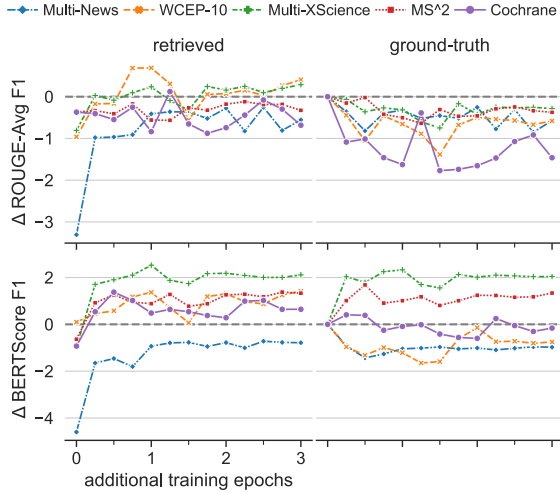 Multi-News WCEP-10 Multi-XScience MS^2 Cochrane
retrieved ground-truth
Δ ROUGE-Avg F1
0
−1
−2
−3
Δ BERTScore F1
2
0
−2
−4
0 1 2 3
additional training epochs